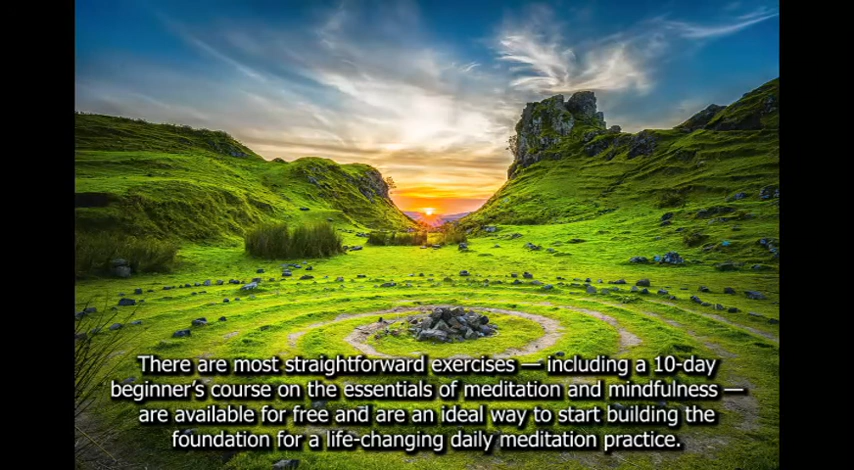 There are most straightforward exercises — including a 10-day
beginner's course on the essentials of meditation and mindfulness —
are available for free and are an ideal way to start building the
foundation for a life-changing daily meditation practice.